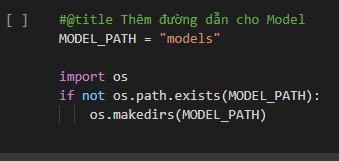 [ ] #@title Thêm đường dẫn cho Model
MODEL_PATH = "models"
import os
if not os.path.exists(MODEL_PATH):
os.makedirs(MODEL_PATH)